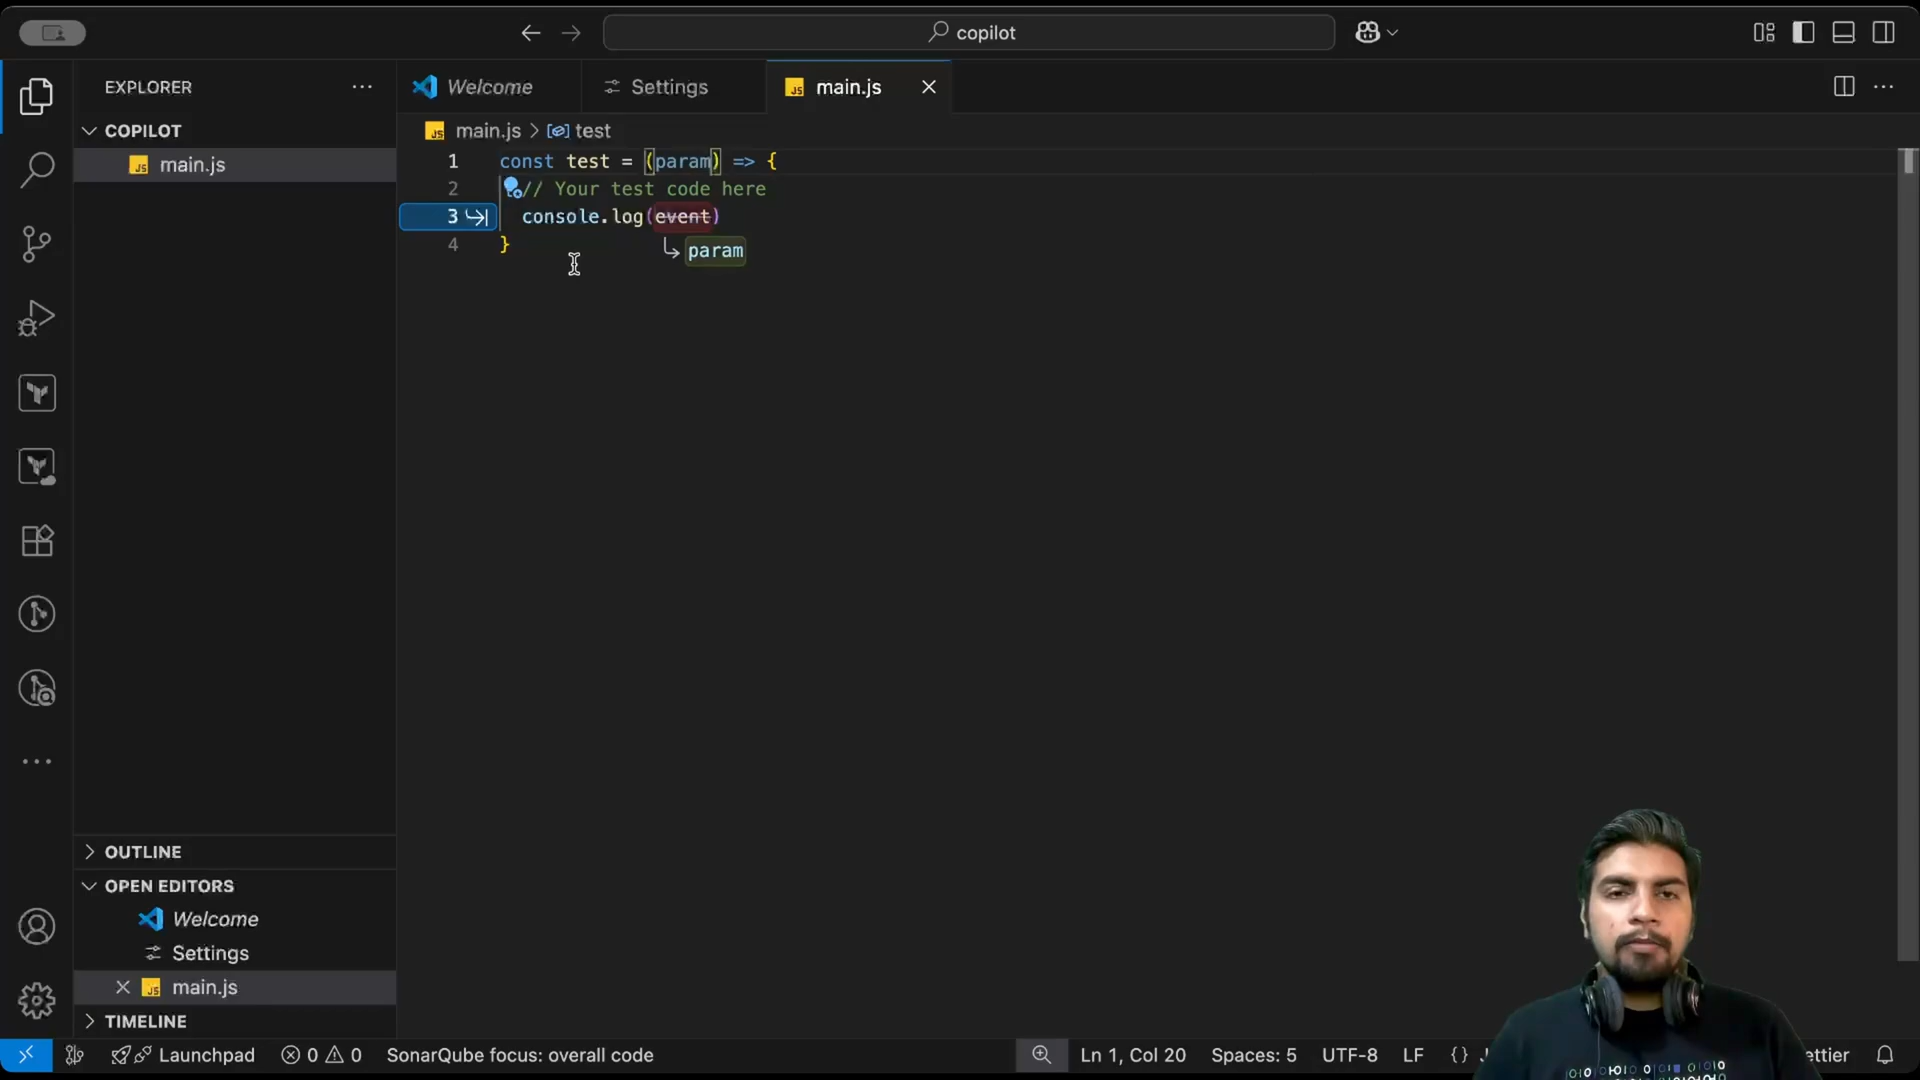 copilot
EXPLORER
Welcome
Settings
main.js
COPILOT
main.js
main.js > test
1 const test = (param) => {
2 // Your test code here
3 console.log(event)
param
4 }
OUTLINE
OPEN EDITORS
Welcome
Settings
main.js
TIMELINE
Launchpad
0 0
SonarQube focus: overall code
Ln 1, Col 20
Spaces: 5
UTF-8
LF
{}
ettier